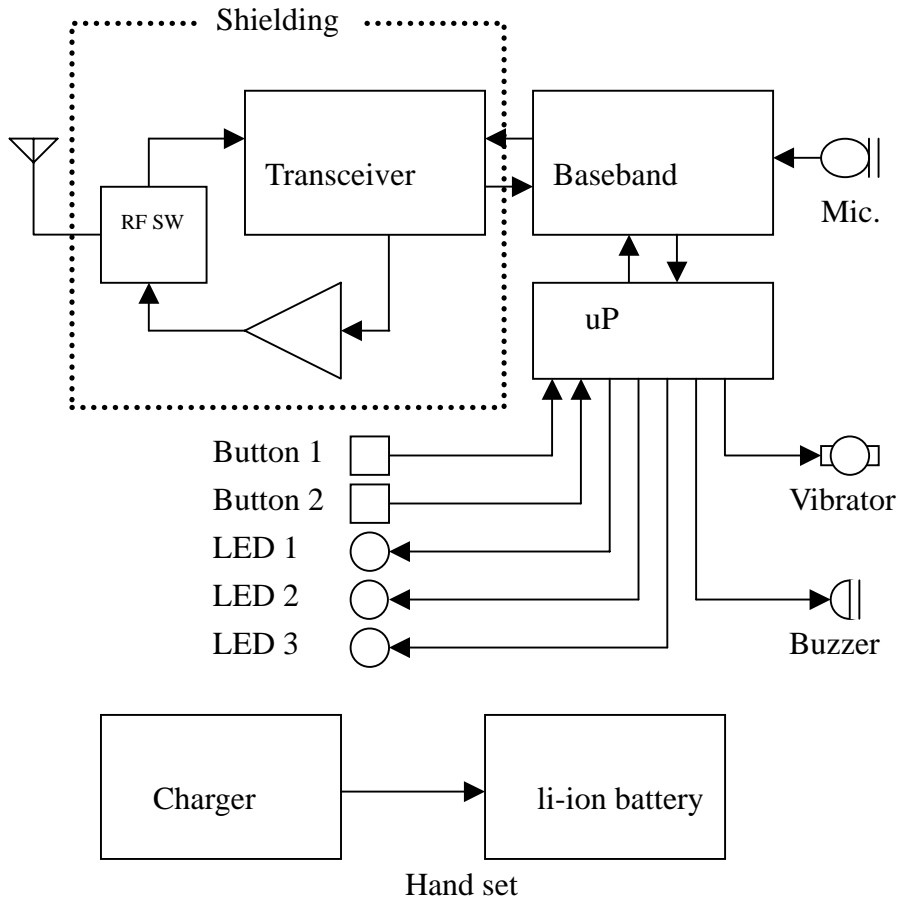 Shielding
Transceiver
Baseband
RF SW
Mic.
uP
Button 1
Button 2
Vibrator
LED 1
LED 2
LED 3
Buzzer
Charger
li-ion battery
Hand set